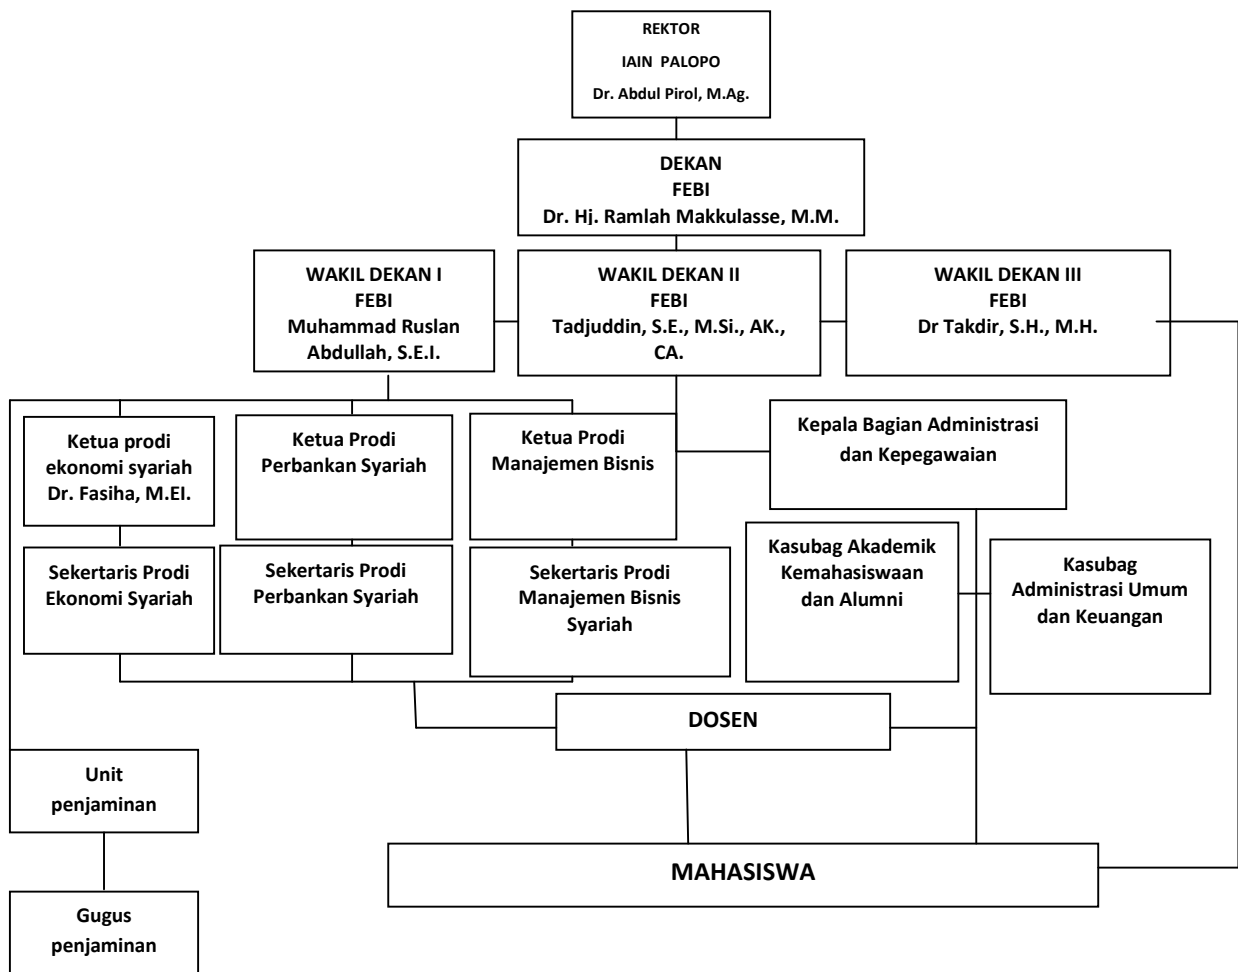 REKTOR
IAIN PALOPO
Dr. Abdul Pirol, M.Ag.
DEKAN
FEBI
Dr. Hj. Ramlah Makkulasse, M.M.
WAKIL DEKAN I
FEBI
Muhammad Ruslan
Abdullah, S.E.I.
WAKIL DEKAN II
FEBI
Tadjuddin, S.E., M.Si., AK.,
CA.
WAKIL DEKAN III
FEBI
Dr Takdir, S.H., M.H.
Ketua prodi
ekonomi syariah
Dr. Fasiha, M.EI.
Ketua Prodi
Perbankan Syariah
Ketua Prodi
Manajemen Bisnis
Kepala Bagian Administrasi
dan Kepegawaian
Sekertaris Prodi
Ekonomi Syariah
Sekertaris Prodi
Perbankan Syariah
Sekertaris Prodi
Manajemen Bisnis
Syariah
Kasubag Akademik
Kemahasiswaan
dan Alumni
Kasubag
Administrasi Umum
dan Keuangan
DOSEN
Unit
penjaminan
MAHASISWA
Gugus
penjaminan